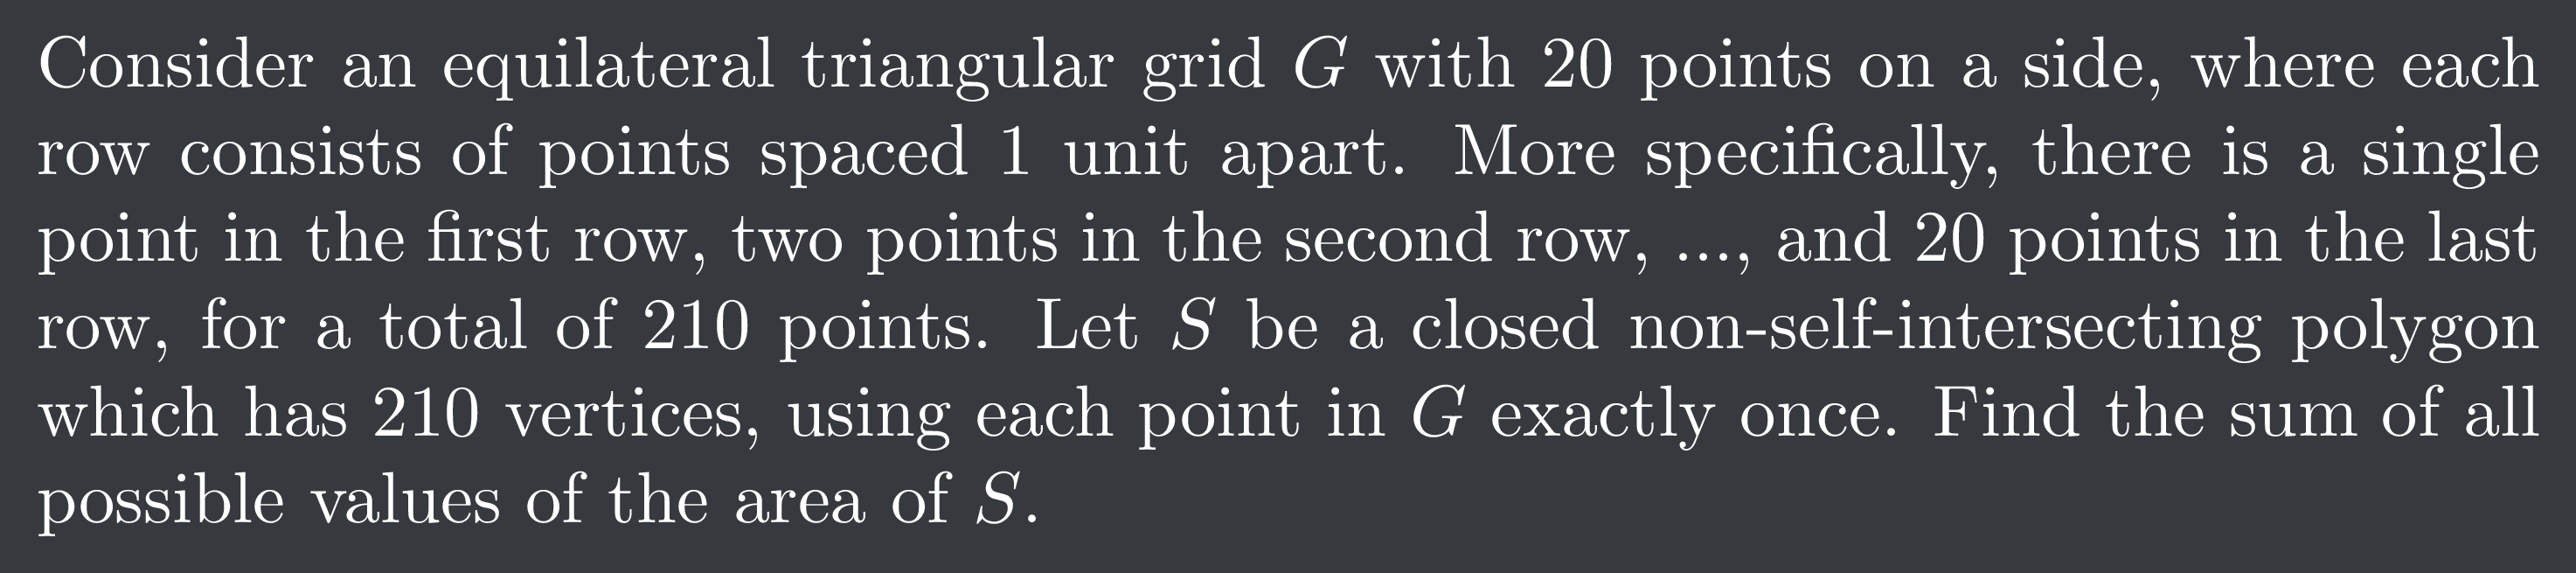 Consider an equilateral triangular grid G with 20 points on a side, where each
row consists of points spaced 1 unit apart. More specifically, there is a single
point in the first row, two points in the second row, ..., and 20 points in the last
row, for a total of 210 points. Let S be a closed non-self-intersecting polygon
which has 210 vertices, using each point in G exactly once. Find the sum of all
possible values of the area of S.